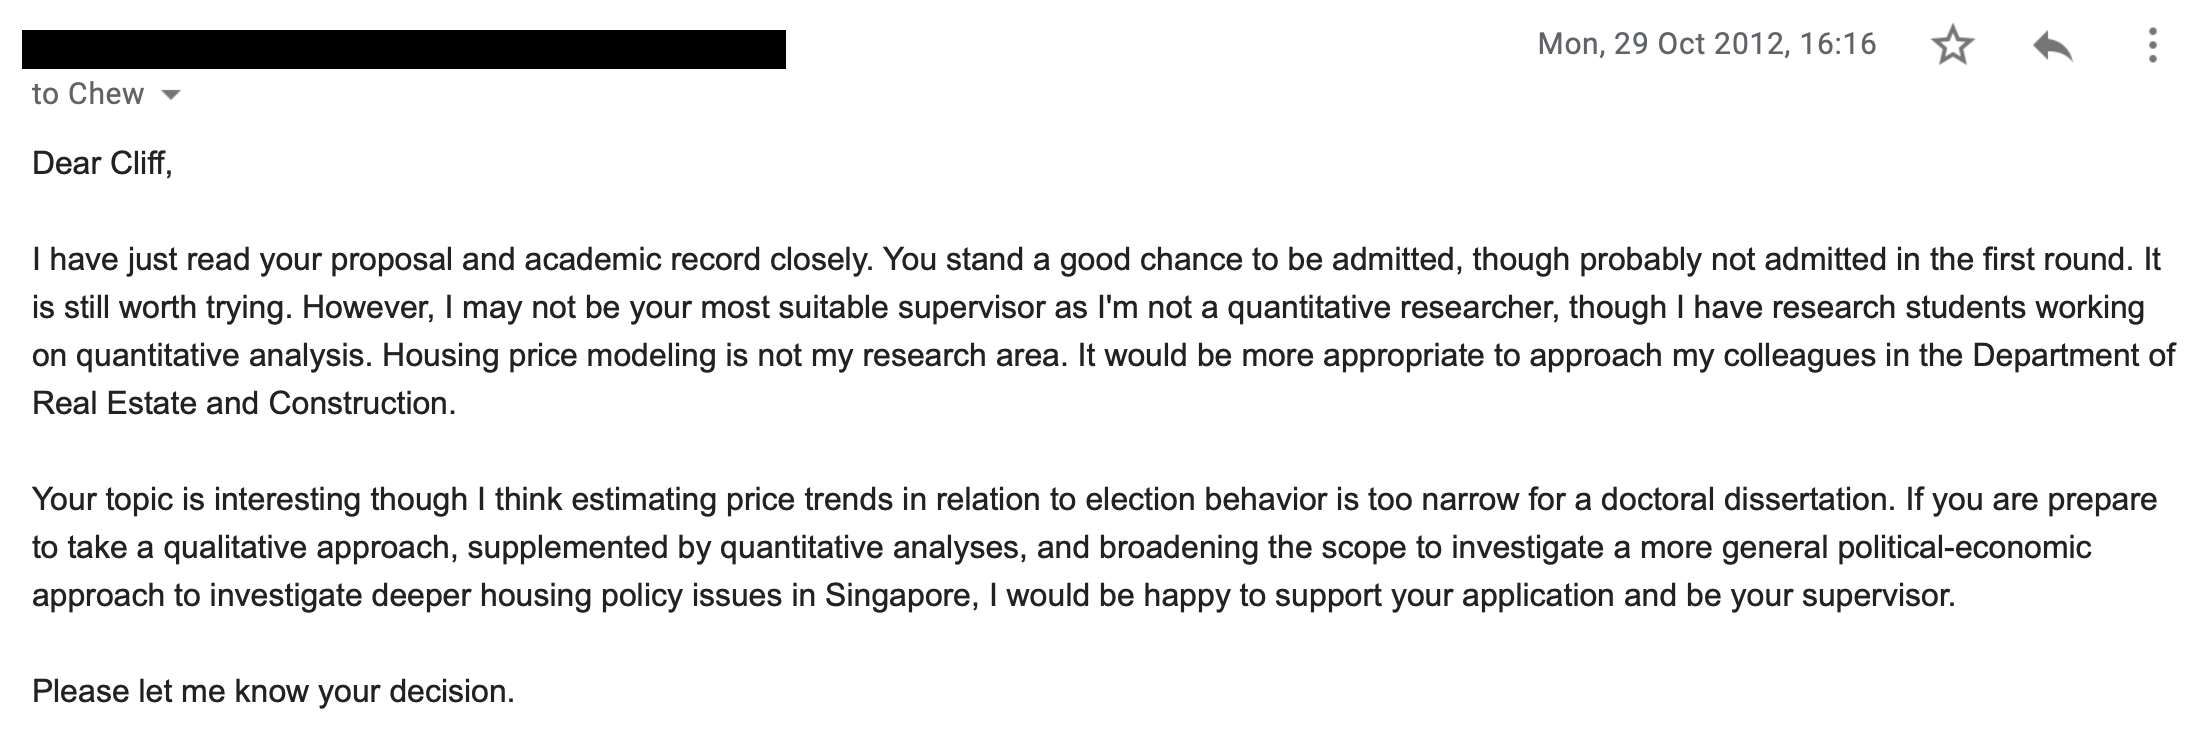 Mon, 29 Oct 2012, 16:16
to Chew
Dear Cliff,
I have just read your proposal and academic record closely. You stand a good chance to be admitted, though probably not admitted in the first round. It
is still worth trying. However, I may not be your most suitable supervisor as I'm not a quantitative researcher, though I have research students working
on quantitative analysis. Housing price modeling is not my research area. It would be more appropriate to approach my colleagues in the Department of
Real Estate and Construction.
Your topic is interesting though I think estimating price trends in relation to election behavior is too narrow for a doctoral dissertation. If you are prepare
to take a qualitative approach, supplemented by quantitative analyses, and broadening the scope to investigate a more general political-economic
approach to investigate deeper housing policy issues in Singapore, I would be happy to support your application and be your supervisor.
Please let me know your decision.